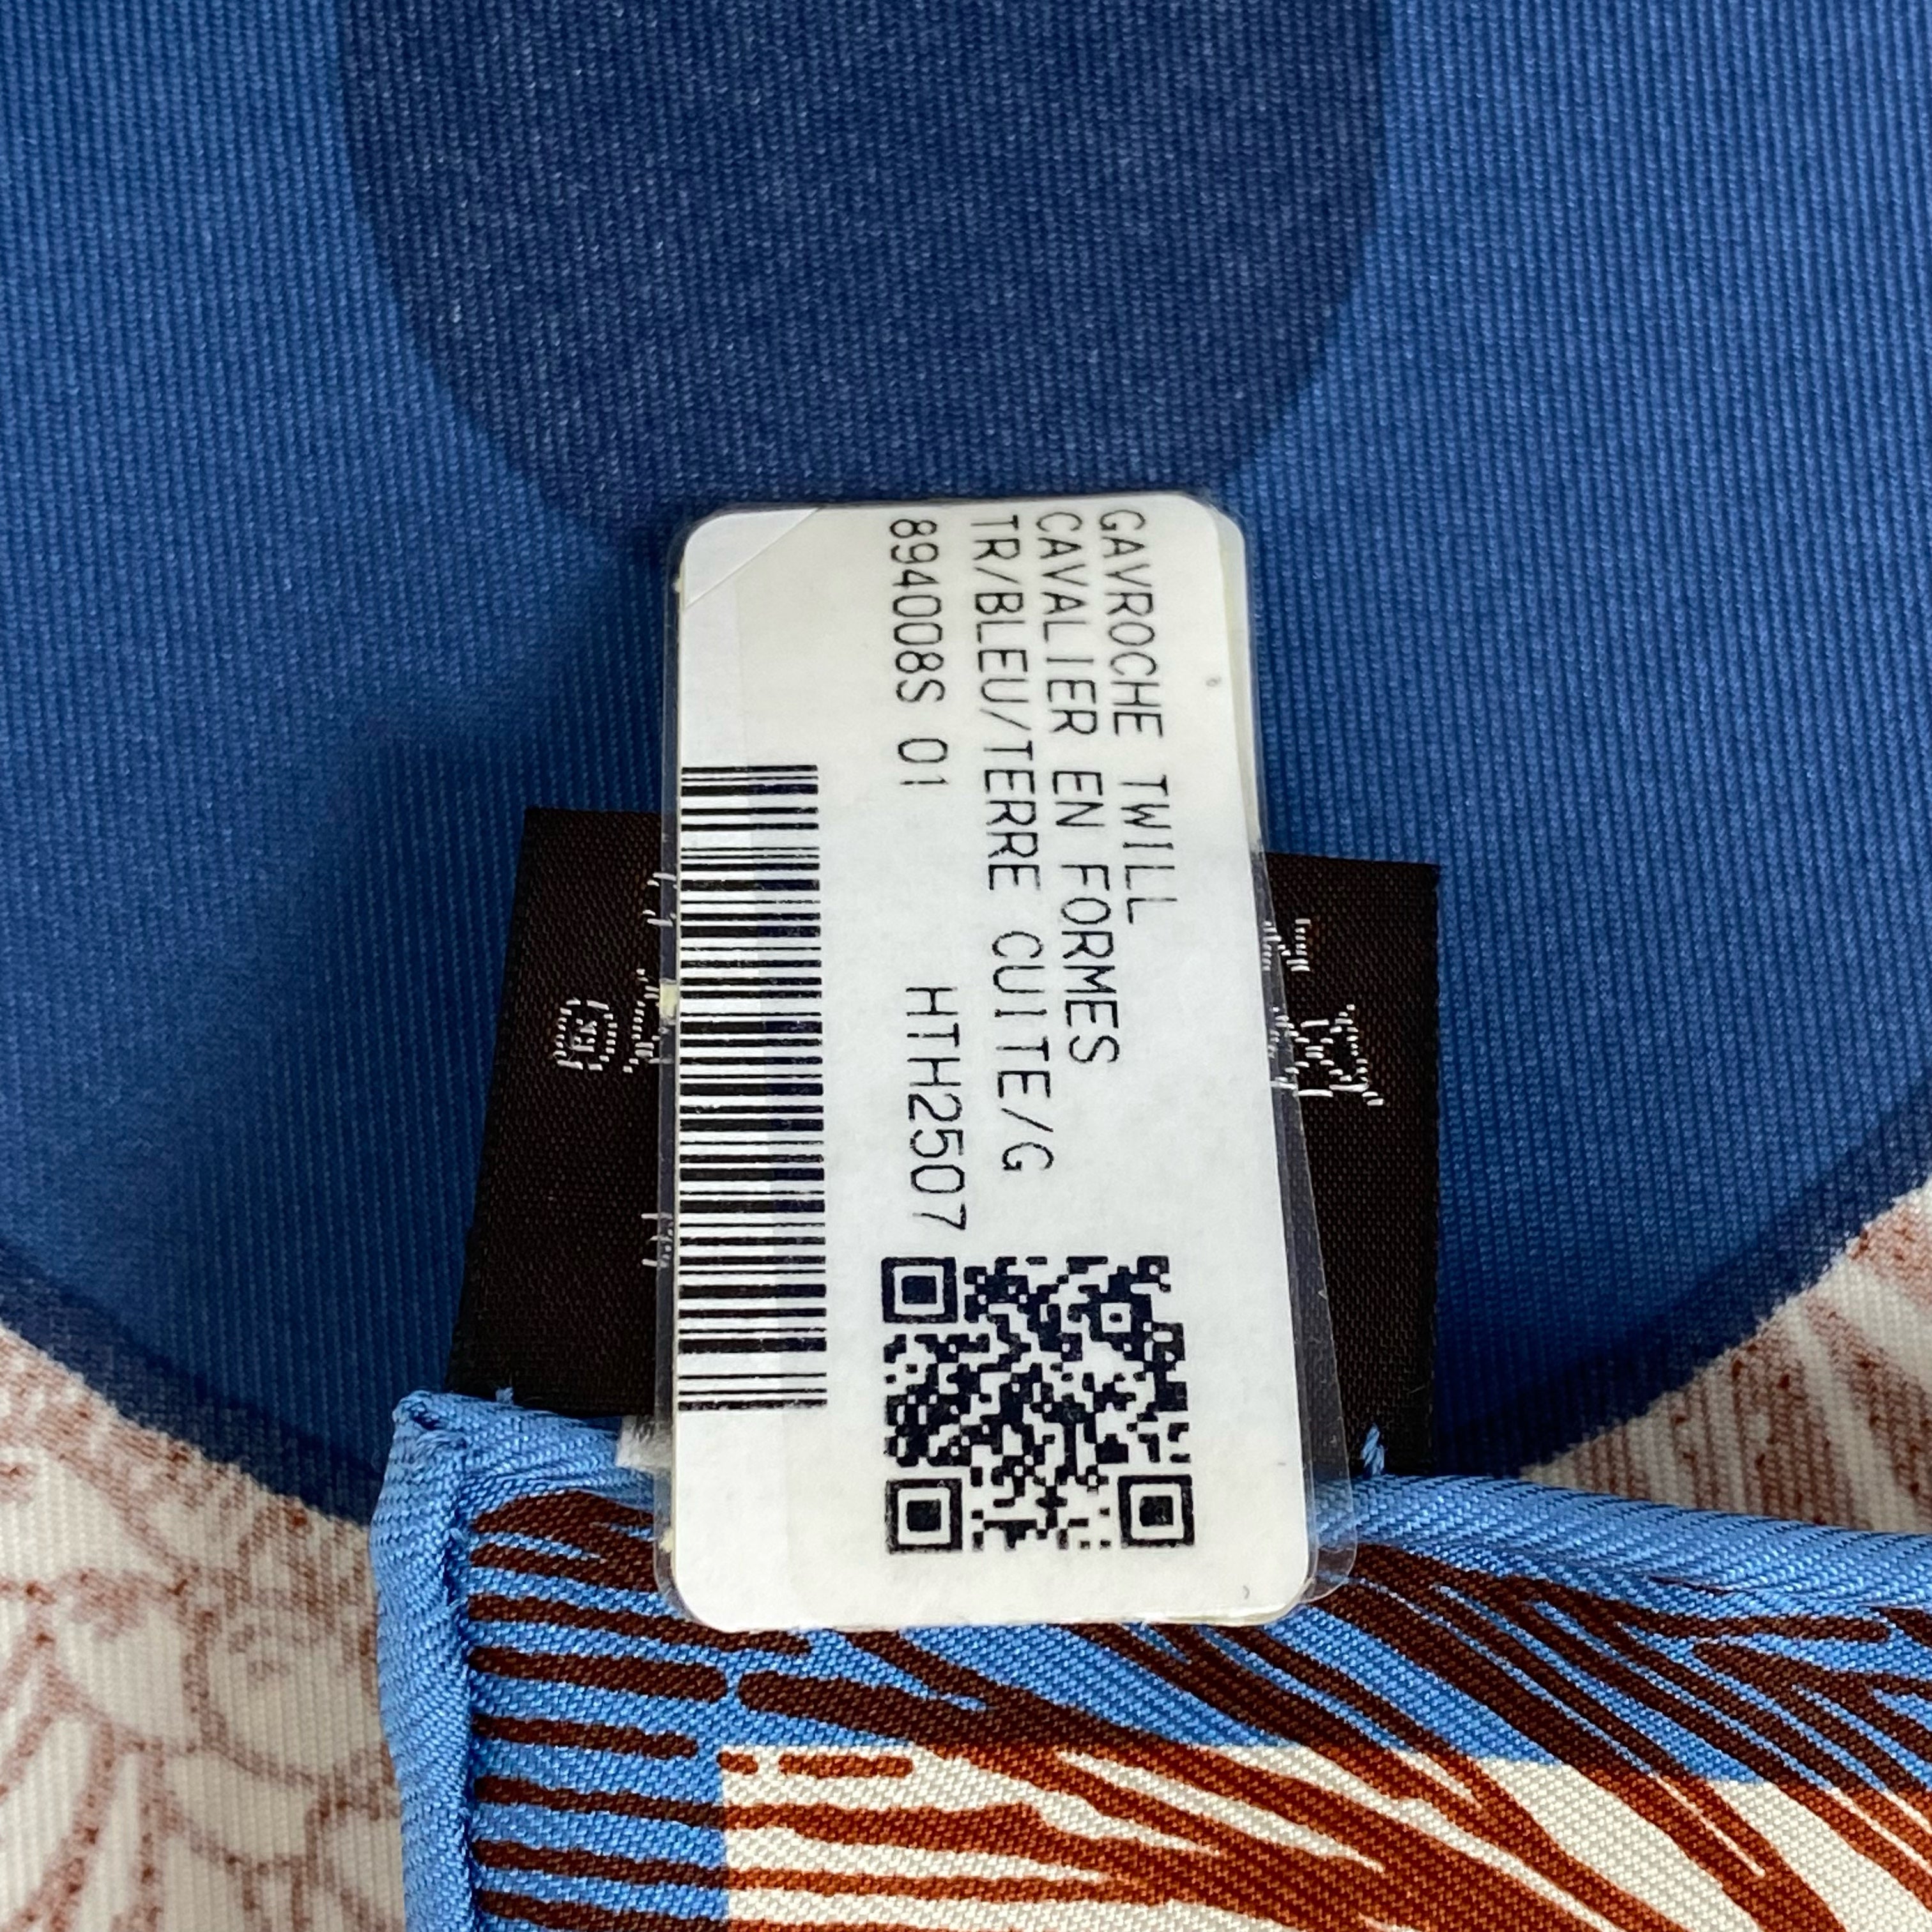 GAVROCHE TWILL
CAVALIER EN FORMES
TR/BLEU/TERRE CUITE/G
894008S 01 HTH2507